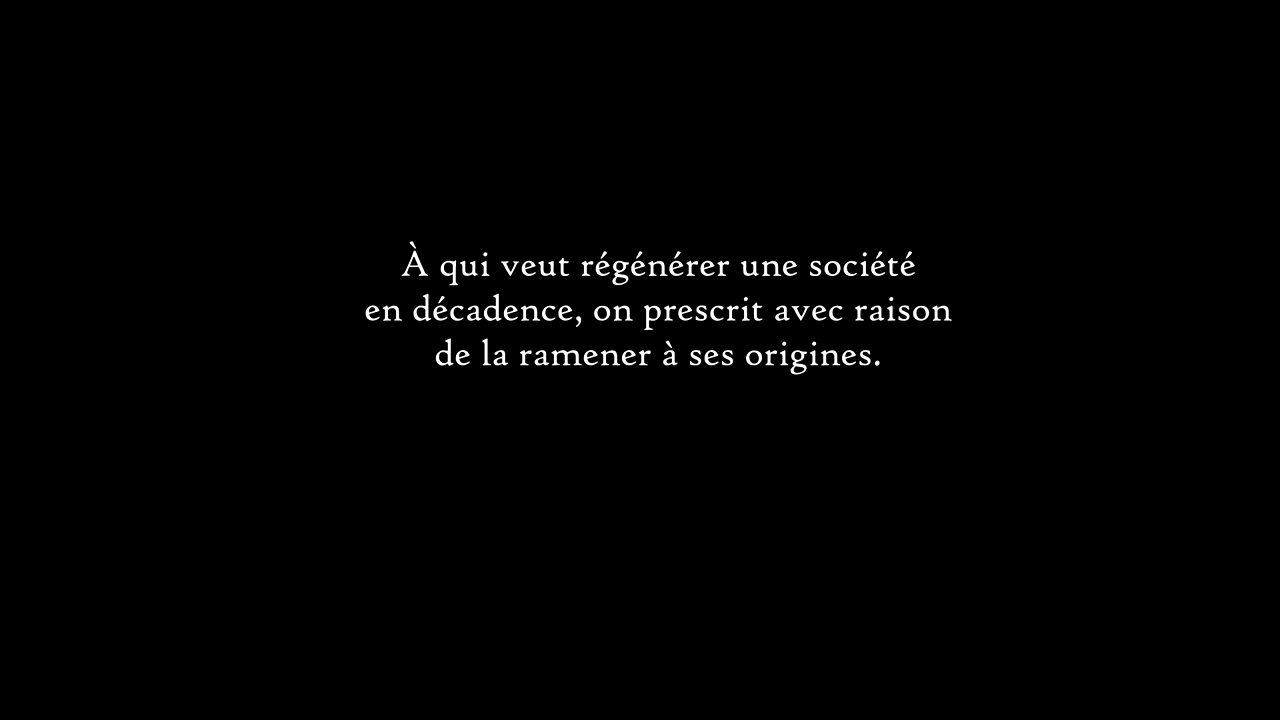 À qui veut régénérer une société
en décadence, on prescrit avec raison
de la ramener à ses origines.